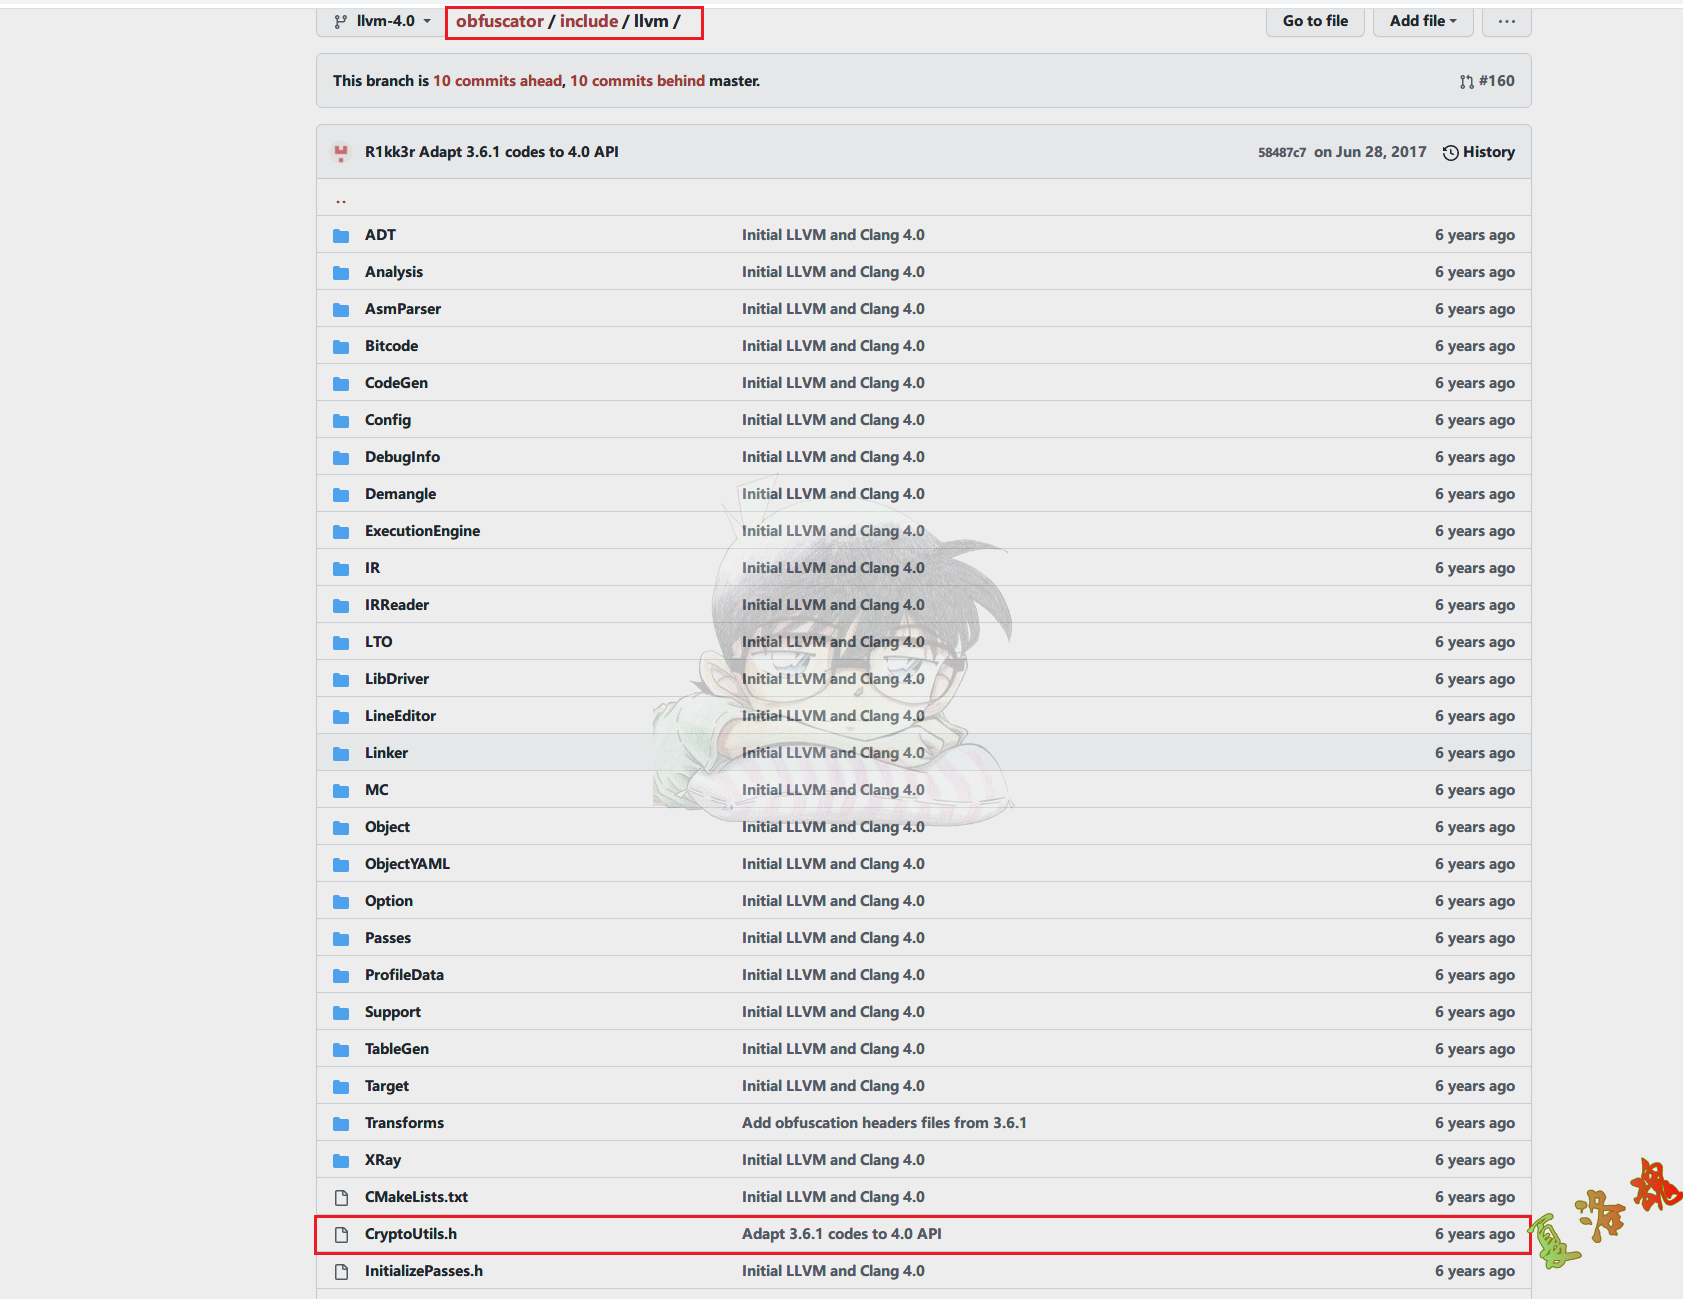 llvm-4.0 obfuscator / include / llvm / Go to file Add file ...
This branch is 10 commits ahead, 10 commits behind master. #160
R1kk3r Adapt 3.6.1 codes to 4.0 API 58487c7 on Jun 28, 2017 History
..
ADT Initial LLVM and Clang 4.0 6 years ago
Analysis Initial LLVM and Clang 4.0 6 years ago
AsmParser Initial LLVM and Clang 4.0 6 years ago
Bitcode Initial LLVM and Clang 4.0 6 years ago
CodeGen Initial LLVM and Clang 4.0 6 years ago
Config Initial LLVM and Clang 4.0 6 years ago
DebugInfo Initial LLVM and Clang 4.0 6 years ago
Demangle Initial LLVM and Clang 4.0 6 years ago
ExecutionEngine Initial LLVM and Clang 4.0 6 years ago
IR Initial LLVM and Clang 4.0 6 years ago
IRReader Initial LLVM and Clang 4.0 6 years ago
LTO Initial LLVM and Clang 4.0 6 years ago
LibDriver Initial LLVM and Clang 4.0 6 years ago
LineEditor Initial LLVM and Clang 4.0 6 years ago
Linker Initial LLVM and Clang 4.0 6 years ago
MC Initial LLVM and Clang 4.0 6 years ago
Object Initial LLVM and Clang 4.0 6 years ago
ObjectYAML Initial LLVM and Clang 4.0 6 years ago
Option Initial LLVM and Clang 4.0 6 years ago
Passes Initial LLVM and Clang 4.0 6 years ago
ProfileData Initial LLVM and Clang 4.0 6 years ago
Support Initial LLVM and Clang 4.0 6 years ago
TableGen Initial LLVM and Clang 4.0 6 years ago
Target Initial LLVM and Clang 4.0 6 years ago
Transforms Add obfuscation headers files from 3.6.1 6 years ago
XRay Initial LLVM and Clang 4.0 6 years ago
CMakeLists.txt Initial LLVM and Clang 4.0 6 years ago
CryptoUtils.h Adapt 3.6.1 codes to 4.0 API 6 years ago
InitializePasses.h Initial LLVM and Clang 4.0 6 years ago